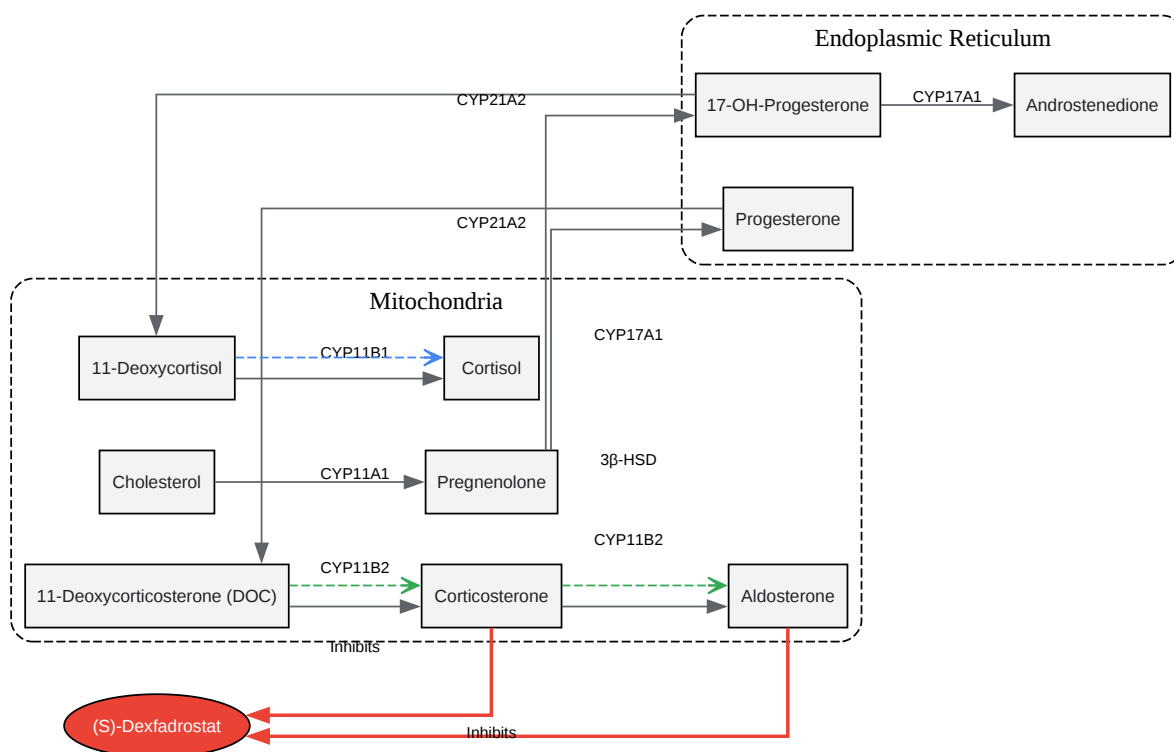 Endoplasmic Reticulum
CYP21A2
17-OH-Progesterone
CYP17A1
Androstenedione
CYP21A2
Progesterone
Mitochondria
CYP17A1
11-Deoxycortisol
CYP11B1
Cortisol
Cholesterol
CYP11A1
Pregnenolone
3β-HSD
CYP11B2
11-Deoxycorticosterone (DOC)
CYP11B2
Corticosterone
Aldosterone
Inhibits
(S)-Dexfadrostat
Inhibits